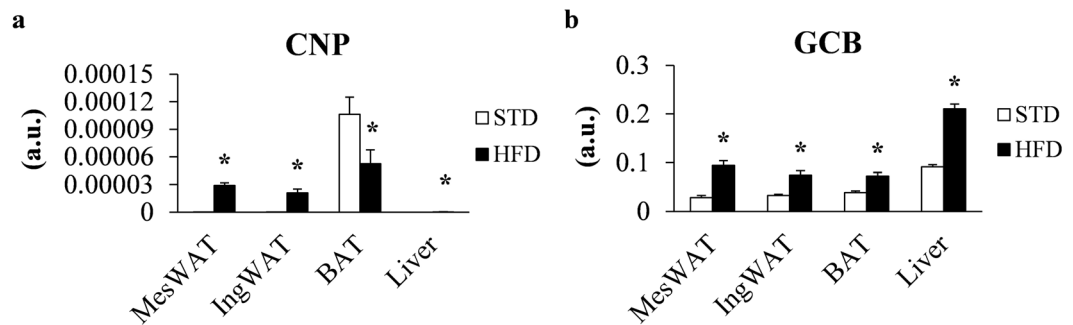 a
CNP
0.00015
0.00012
0.00009
0.00006
0.00003
0
(a.u.)
* * * *
STD
HFD
MesWAT IngWAT BAT Liver
b
GCB
0.3
0.2
0.1
0
(a.u.)
* * * *
STD
HFD
MesWAT IngWAT BAT Liver